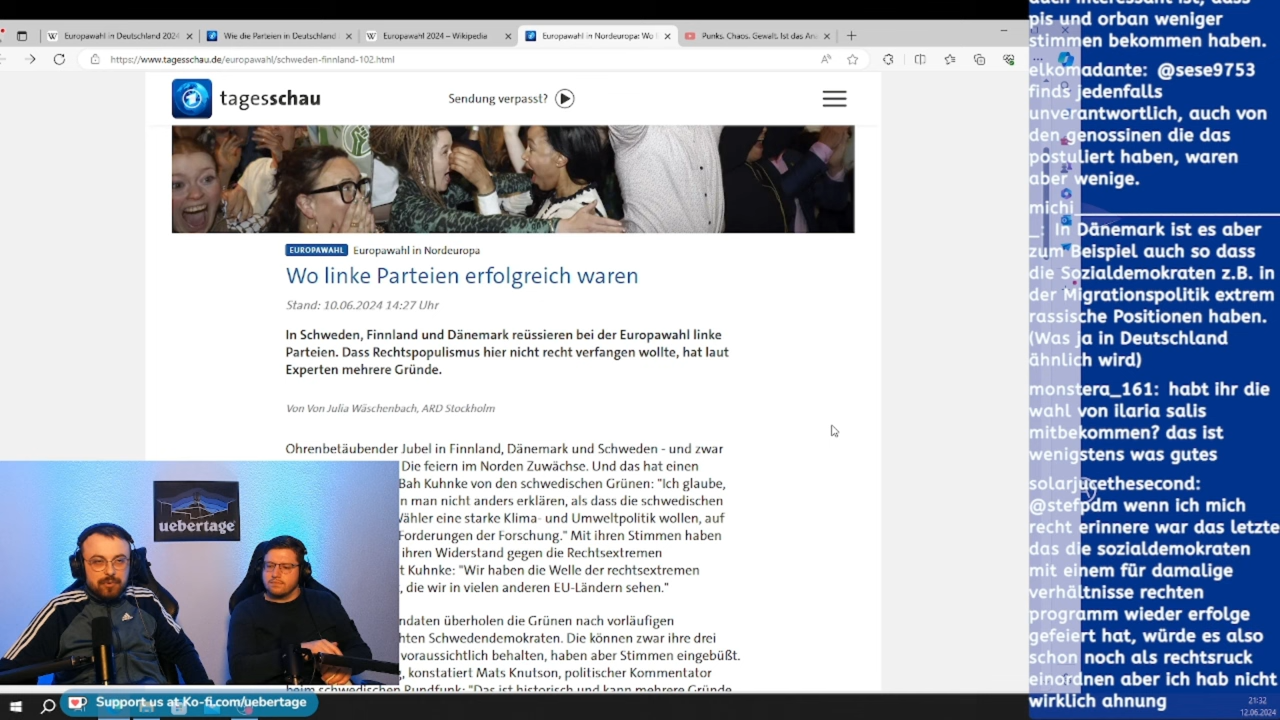 Europawahl in Deutschland 2024
Wie die Parteien in Deutschland
Europawahl 2024 – Wikipedia
Europawahl in Nordeuropa: Wo
Punks. Chaos. Gewalt. Ist das An
https://www.tagesschau.de/europawahl/schweden-finnland-102.html
tagesschau
Sendung verpasst?
EUROPAWAHL Europawahl in Nordeuropa
Wo linke Parteien erfolgreich waren
Stand: 10.06.2024 14:27 Uhr
In Schweden, Finnland und Dänemark reüssieren bei der Europawahl linke
Parteien. Dass Rechtspopulismus hier nicht recht verfangen wollte, hat laut
Experten mehrere Gründe.
Von Von Julia Wäschenbach, ARD Stockholm
Ohrenbetäubender Jubel in Finnland, Dänemark und Schweden - und zwar
Die feiern im Norden Zuwächse. Und das hat einen
Bah Kuhnke von den schwedischen Grünen: "Ich glaube,
n man nicht anders erklären, als dass die schwedischen
Wähler eine starke Klima- und Umweltpolitik wollen, auf
Forderungen der Forschung." Mit ihren Stimmen haben
ihren Widerstand gegen die Rechtsextremen
t Kuhnke: "Wir haben die Welle der rechtsextremen
, die wir in vielen anderen EU-Ländern sehen."
ndaten überholen die Grünen nach vorläufigen
hten Schwedendemokraten. Die können zwar ihre drei
voraussichtlich behalten, haben aber Stimmen eingebüßt.
, konstatiert Mats Knutson, politischer Kommentator
beim schwedischen Rundfunk: "Das ist historisch und kann mehrere Gründe
uebertage
Support us at Ko-fi.com/uebertage
auch interessant ist, dass
pis und orban weniger
stimmen bekommen haben.
elkomadante: @sese9753
finds jedenfalls
unverantwortlich, auch von
den genossinen die das
postuliert haben, waren
aber wenige.
michi
_: In Dänemark ist es aber
zum Beispiel auch so dass
die Sozialdemokraten z.B. in
der Migrationspolitik extrem
rassische Positionen haben.
(Was ja in Deutschland
ähnlich wird)
monstera_161: habt ihr die
wahl von ilaria salis
mitbekommen? das ist
wenigstens was gutes
solarjucethesecond:
@stefpdm wenn ich mich
recht erinnere war das letzte
das die sozialdemokraten
mit einem für damalige
verhältnisse rechten
programm wieder erfolge
gefeiert hat, würde es also
schon noch als rechtsruck
einordnen aber ich hab nicht
wirklich ahnung
21:32
12.06.2024